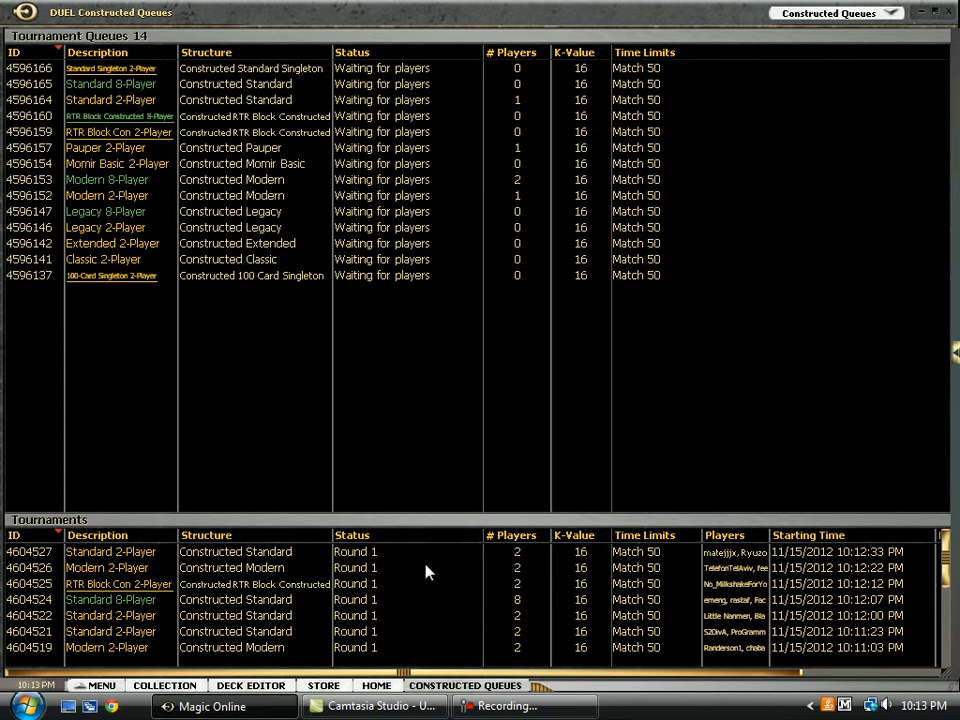 DUEL Constructed Queues Constructed Queues
Tournament Queues 14
ID Description Structure Status # Players K-Value Time Limits
4596166 Standard Singleton 2-Player Constructed Standard Singleton Waiting for players 0 16 Match 50
4596165 Standard 8-Player Constructed Standard Waiting for players 0 16 Match 50
4596164 Standard 2-Player Constructed Standard Waiting for players 1 16 Match 50
4596160 RTR Block Constructed 8-Player Constructed RTR Block Constructed Waiting for players 0 16 Match 50
4596159 RTR Block Con 2-Player Constructed RTR Block Constructed Waiting for players 0 16 Match 50
4596157 Pauper 2-Player Constructed Pauper Waiting for players 1 16 Match 50
4596154 Momir Basic 2-Player Constructed Momir Basic Waiting for players 0 16 Match 50
4596153 Modern 8-Player Constructed Modern Waiting for players 2 16 Match 50
4596152 Modern 2-Player Constructed Modern Waiting for players 1 16 Match 50
4596147 Legacy 8-Player Constructed Legacy Waiting for players 0 16 Match 50
4596146 Legacy 2-Player Constructed Legacy Waiting for players 0 16 Match 50
4596142 Extended 2-Player Constructed Extended Waiting for players 0 16 Match 50
4596141 Classic 2-Player Constructed Classic Waiting for players 0 16 Match 50
4596137 100-Card Singleton 2-Player Constructed 100 Card Singleton Waiting for players 0 16 Match 50
Tournaments
ID Description Structure Status # Players K-Value Time Limits Players Starting Time
4604527 Standard 2-Player Constructed Standard Round 1 2 16 Match 50 matejjjx, Ryuzo 11/15/2012 10:12:33 PM
4604526 Modern 2-Player Constructed Modern Round 1 2 16 Match 50 TelefonTelAviv, fee 11/15/2012 10:12:22 PM
4604525 RTR Block Con 2-Player Constructed RTR Block Constructed Round 1 2 16 Match 50 No_MilkshakeForYo 11/15/2012 10:12:12 PM
4604524 Standard 8-Player Constructed Standard Round 1 8 16 Match 50 emeng, rastaf, Fac 11/15/2012 10:12:07 PM
4604522 Standard 2-Player Constructed Standard Round 1 2 16 Match 50 Little Nanmen, Bla 11/15/2012 10:12:00 PM
4604521 Standard 2-Player Constructed Standard Round 1 2 16 Match 50 S2DivA, ProGramm 11/15/2012 10:11:23 PM
4604519 Modern 2-Player Constructed Modern Round 1 2 16 Match 50 Randerson1, chaba 11/15/2012 10:11:03 PM
10:13 PM MENU COLLECTION DECK EDITOR STORE HOME CONSTRUCTED QUEUES
Magic Online Camtasia Studio - U... Recording... 10:13 PM